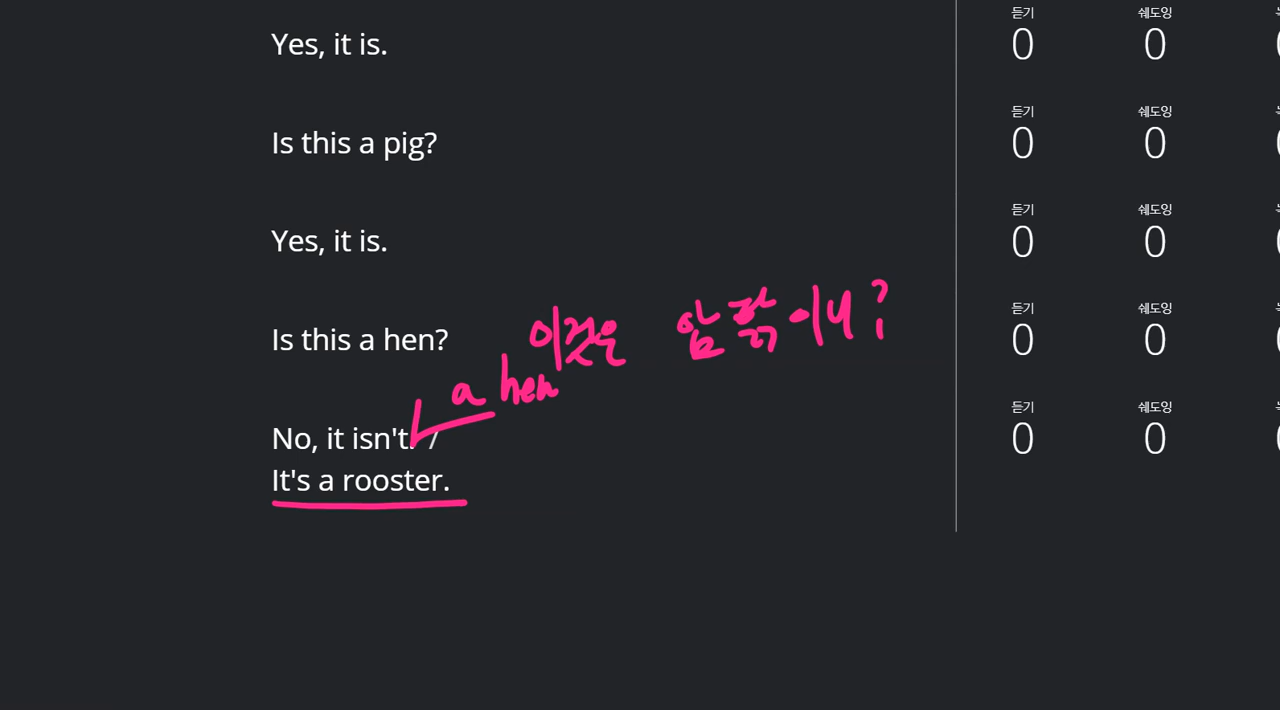 듣기 쉐도잉
Yes, it is. 0 0
듣기 쉐도잉
Is this a pig? 0 0
듣기 쉐도잉
Yes, it is. 0 0
이것은 암탉이니?
듣기 쉐도잉
Is this a hen? 0 0
a hen
듣기 쉐도잉
No, it isn't. / 0 0
It's a rooster.